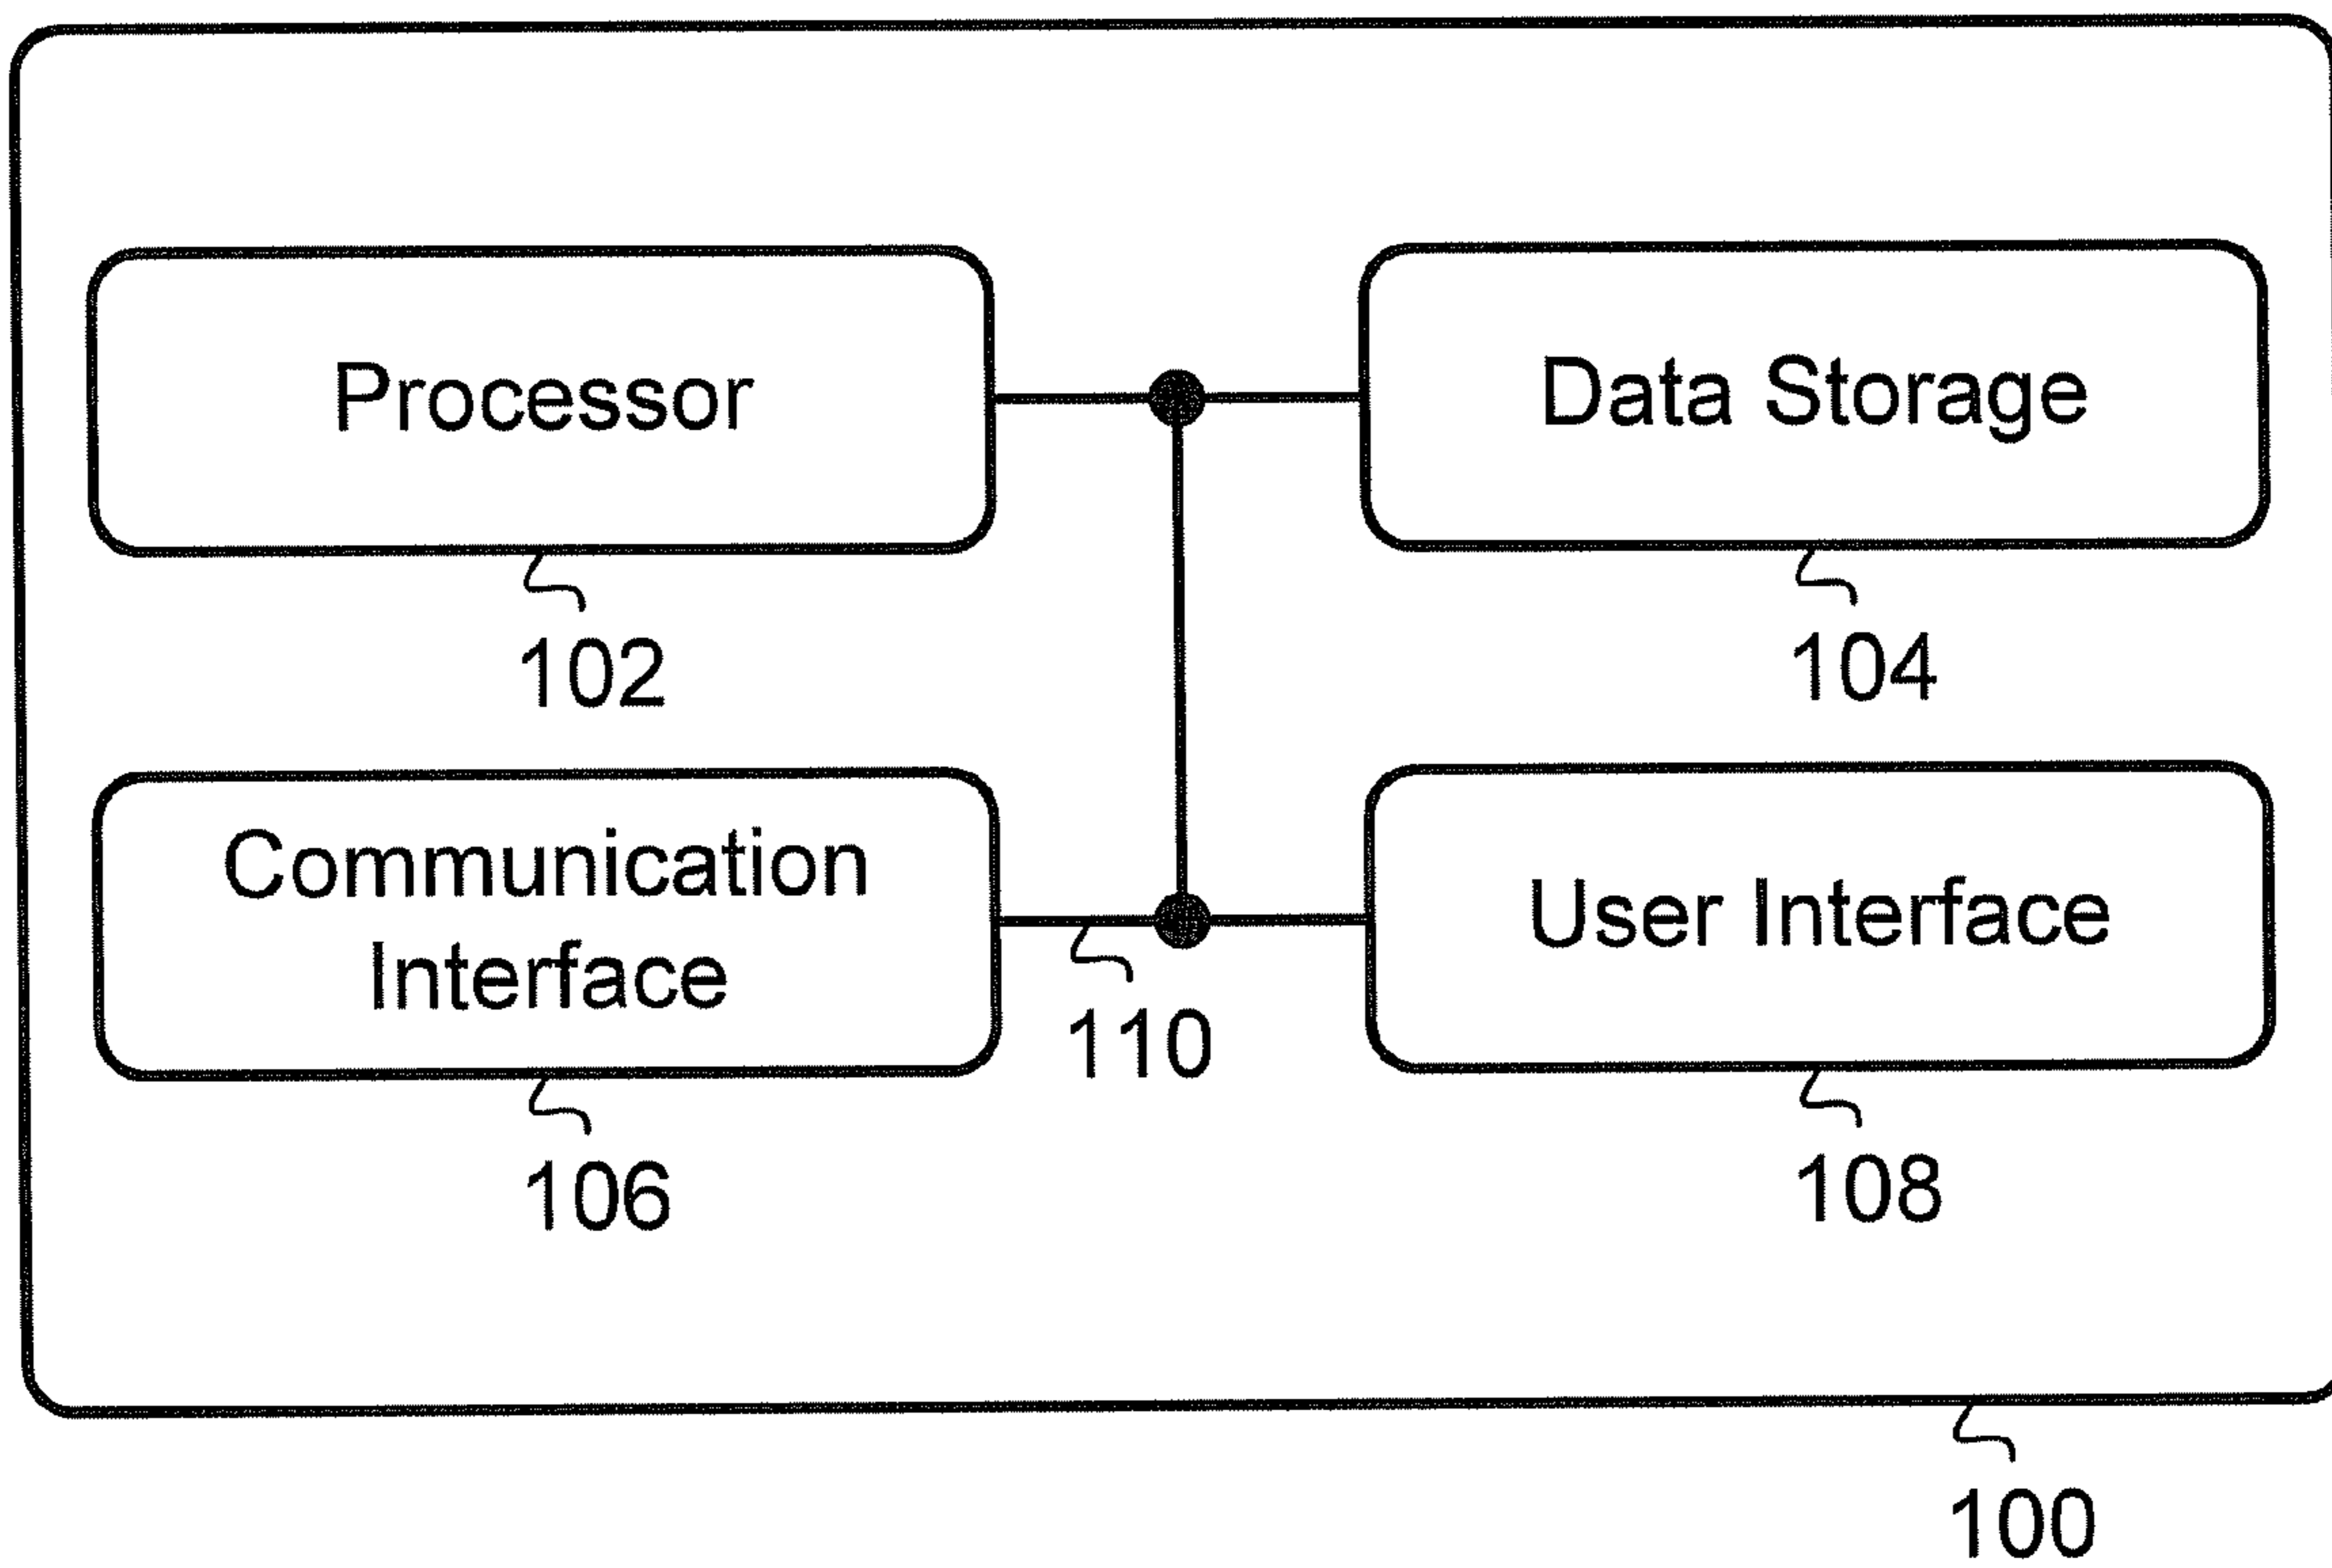 Processor
Data Storage
102
104
Communication
Interface
User Interface
110
106
108
100